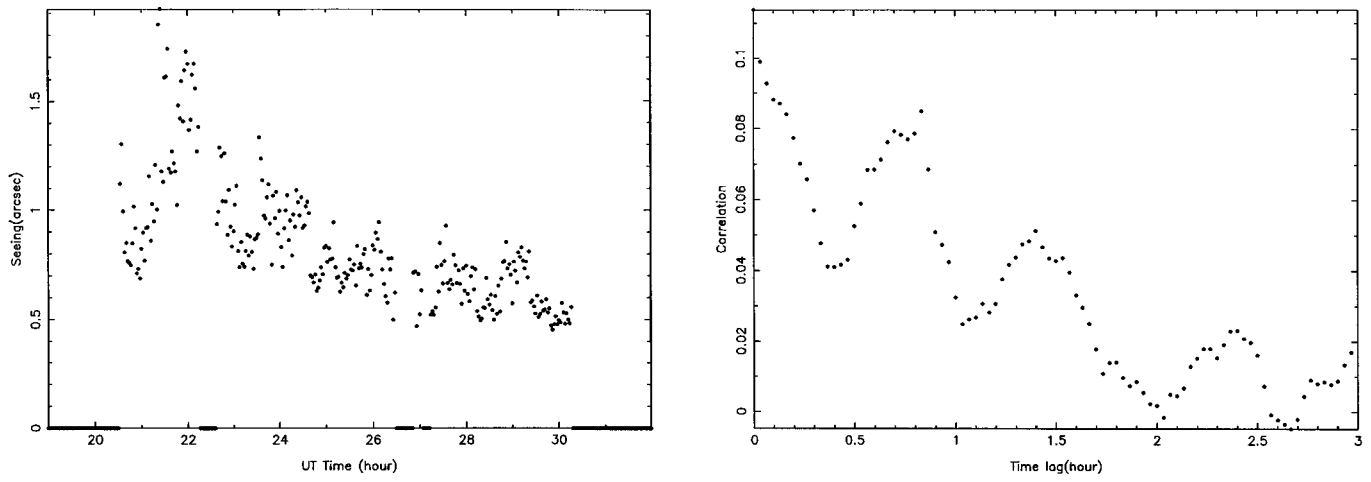 Seeing(arcsec)
1.5
1
0.5
0
20 22 24 26 28 30
UT Time (hour)
Correlation
0.1
0.08
0.06
0.04
0.02
0
0 0.5 1 1.5 2 2.5 3
Time lag(hour)